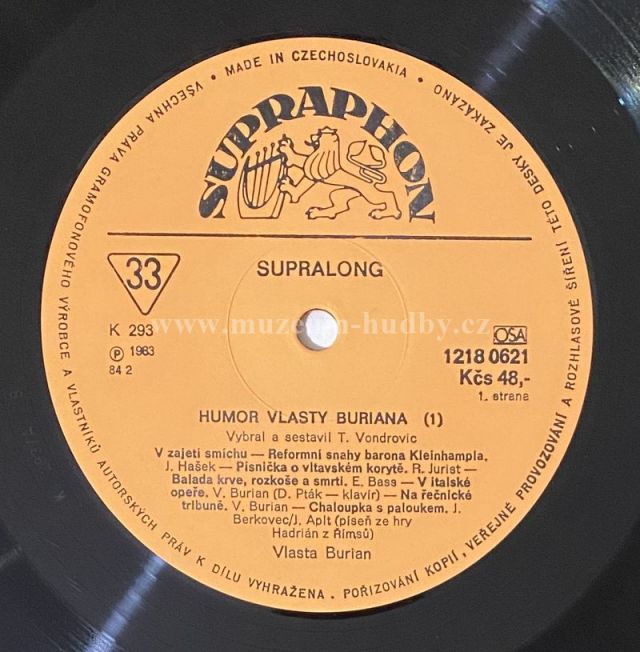 VŠECHNA PRÁVA GRAMOFONOVÉHO VÝROBCE A VLASTNÍKŮ AUTORSKÝCH PRÁV K DÍLU VYHRAŽENA . POŘIZOVÁNÍ KOPIÍ, VEŘEJNÉ PROVOZOVÁNÍ A ROZHLASOVÉ ŠÍŘENÍ TÉTO DESKY JE ZAKÁZÁNO • MADE IN CZECHOSLOVAKIA •
SUPRAPHON
33
SUPRALONG
www.muzeum-hudby.cz
K 293
OSA
℗ 1983
1218 0621
84 2
Kčs 48,-
1. strana
HUMOR VLASTY BURIANA (1)
Vybral a sestavil T. Vondrovic
V zajetí smíchu — Reformní snahy barona Kleinhampla.
J. Hašek — Písnička o vltavském korytě. R. Jurist —
Balada krve, rozkoše a smrti. E. Bass — V italské
opeře. V. Burian (D. Pták — klavír) — Na řečnické
tribuně. V. Burian — Chaloupka s paloukem. J.
Berkovec/J. Aplt (píseň ze hry
Hadrián z Římsů)
Vlasta Burian